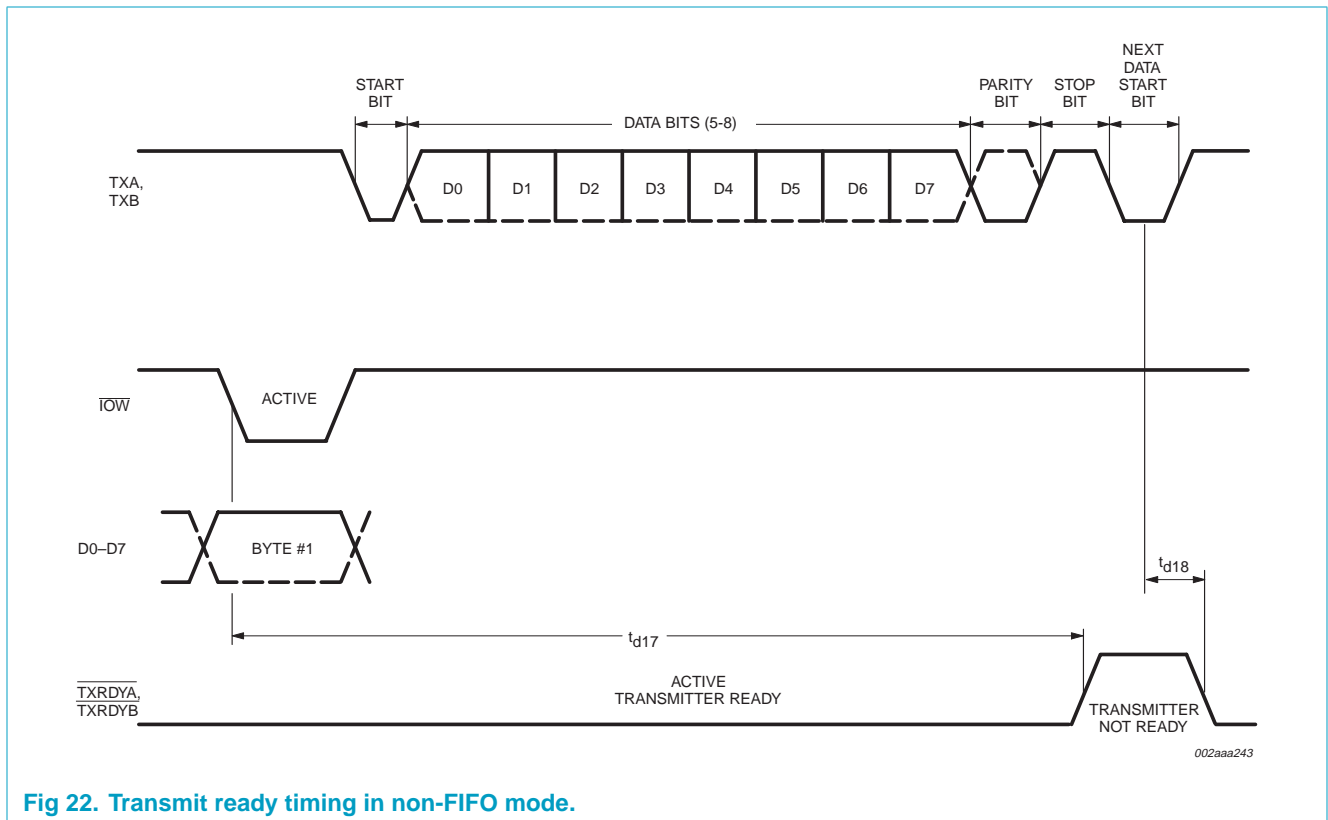 START
BIT
DATA BITS (5-8)
PARITY
BIT
STOP
BIT
NEXT
DATA
START
BIT
TXA,
TXB
D0
D1
D2
D3
D4
D5
D6
D7
IOW
ACTIVE
D0–D7
BYTE #1
td18
td17
TXRDYA,
TXRDYB
ACTIVE
TRANSMITTER READY
TRANSMITTER
NOT READY
002aaa243
Fig 22. Transmit ready timing in non-FIFO mode.